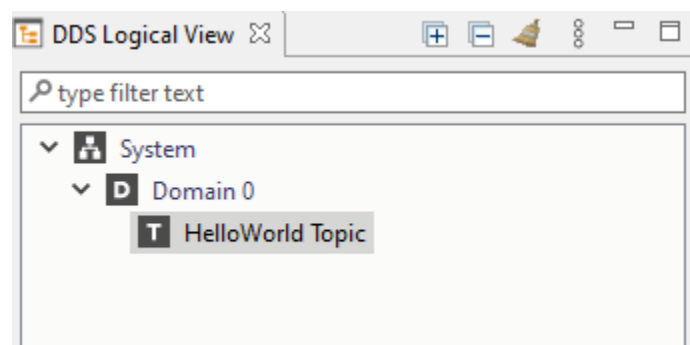 DDS Logical View
type filter text
System
D Domain 0
T HelloWorld Topic